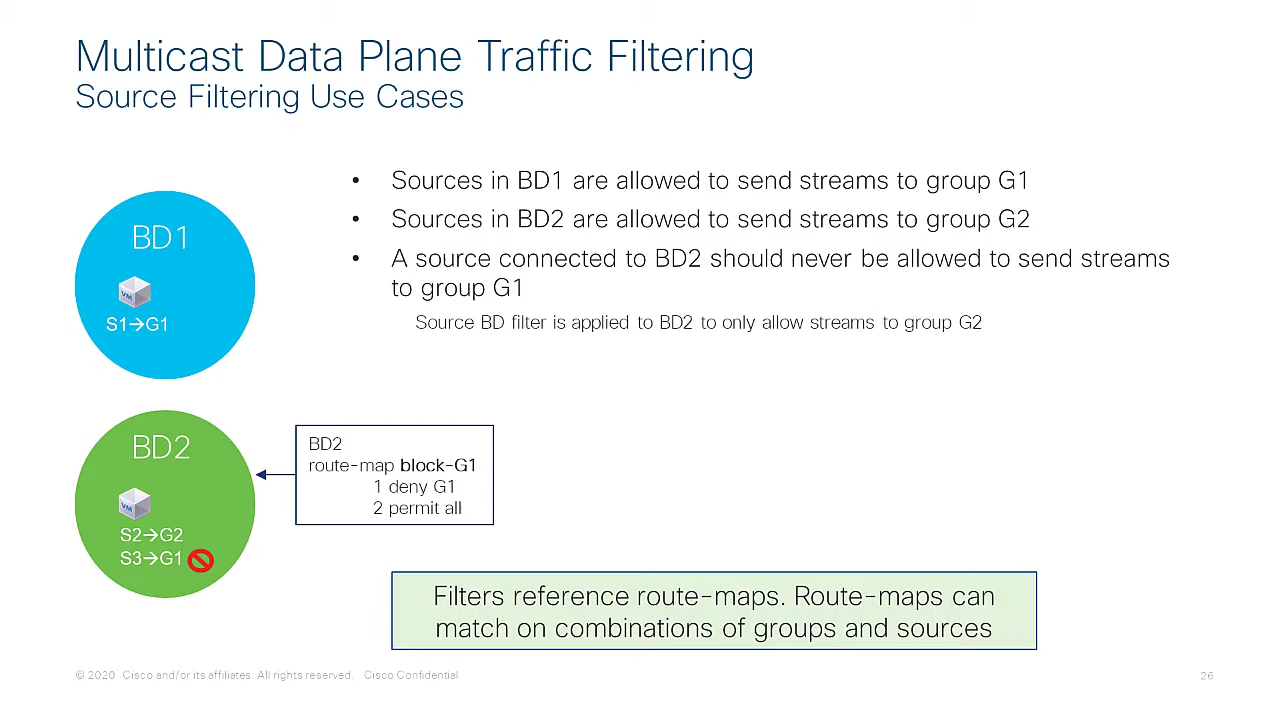 Multicast Data Plane Traffic Filtering
Source Filtering Use Cases
• Sources in BD1 are allowed to send streams to group G1
• Sources in BD2 are allowed to send streams to group G2
• A source connected to BD2 should never be allowed to send streams
to group G1
Source BD filter is applied to BD2 to only allow streams to group G2
BD1
VM
S1→G1
BD2
VM
S2→G2
S3→G1
BD2
route-map block-G1
1 deny G1
2 permit all
Filters reference route-maps. Route-maps can
match on combinations of groups and sources
© 2020 Cisco and/or its affiliates. All rights reserved. Cisco Confidential
26